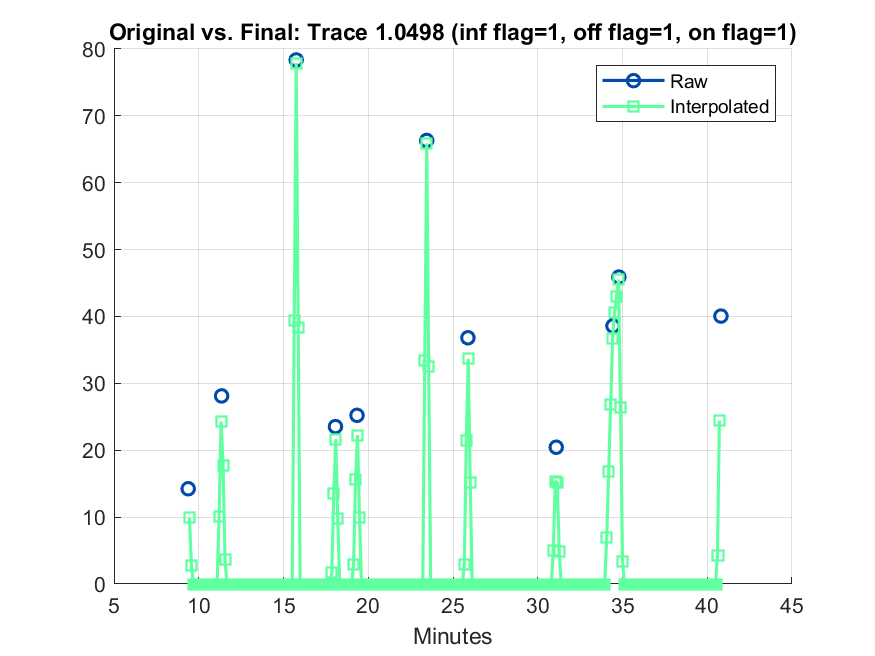 Original vs. Final: Trace 1.0498 (inf flag=1, off flag=1, on flag=1)
80
70
60
50
40
30
20
10
0
Raw
Interpolated
5 10 15 20 25 30 35 40 45
Minutes